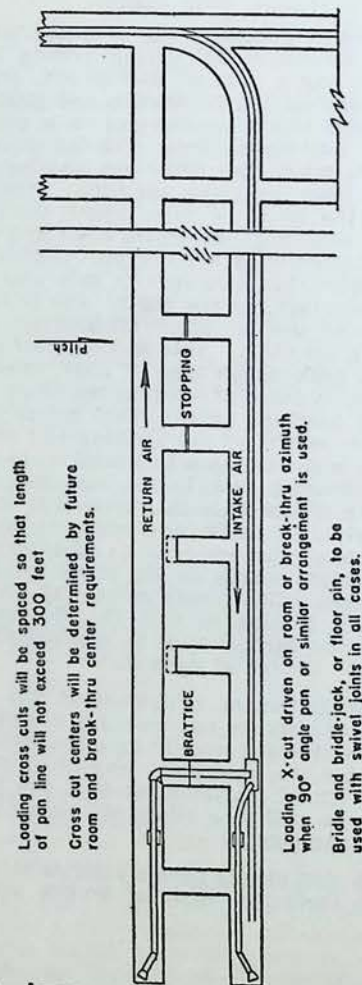 Loading cross cuts will be spaced so that length
of pan line will not exceed 300 feet
Cross cut centers will be determined by future
room and break-thru center requirements.
Pitch
RETURN AIR
STOPPING
BRATTICE
INTAKE AIR
Loading X-cut driven on room or break-thru azimuth
when 90° angle pan or similar arrangement is used.
Bridle and bridle-jack, or floor pin, to be
used with swivel joints in all cases.